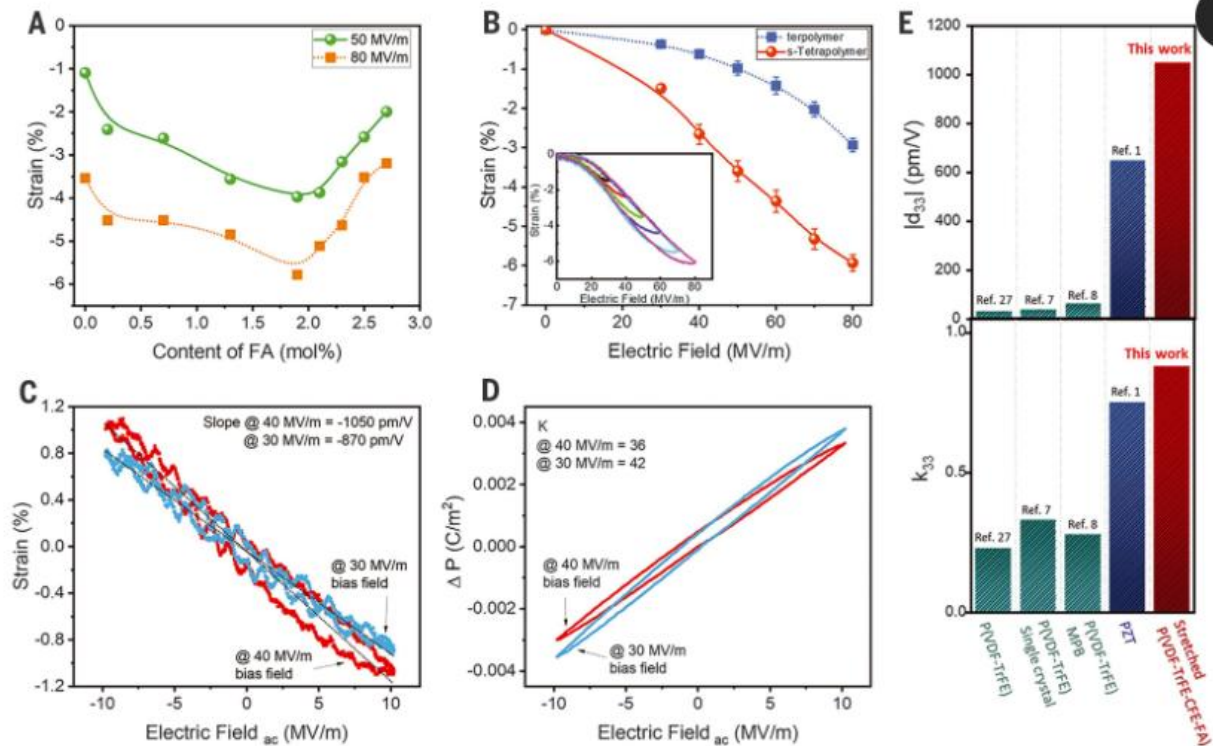 A
0
-1
-2
-3
-4
-5
-6
Strain (%)
50 MV/m
80 MV/m
0.0 0.5 1.0 1.5 2.0 2.5 3.0
Content of FA (mol%)
B
0
-1
-2
-3
-4
-5
-6
-7
Strain (%)
terpolymer
s-Tetrapolymer
0
-2
-4
-6
Strain (%)
0 20 40 60 80
Electric Field (MV/m)
0 20 40 60 80
Electric Field (MV/m)
C
1.2
0.8
0.4
0.0
-0.4
-0.8
-1.2
Strain (%)
Slope @ 40 MV/m = -1050 pm/V
@ 30 MV/m = -870 pm/V
@ 30 MV/m
bias field
@ 40 MV/m
bias field
-10 -5 0 5 10
Electric Field ac (MV/m)
D
0.004
0.002
0.000
-0.002
-0.004
Δ P (C/m²)
K
@ 40 MV/m = 36
@ 30 MV/m = 42
@ 40 MV/m
bias field
@ 30 MV/m
bias field
-10 -5 0 5 10
Electric Field ac (MV/m)
E
1200
1000
800
600
400
200
0
|d33| (pm/V)
This work
Ref. 1
Ref. 27
Ref. 7
Ref. 8
1.0
0.5
0.0
k33
This work
Ref. 1
Ref. 27
Ref. 7
Ref. 8
P(VDF-TrFE)
P(VDF-TrFE)
Single crystal
P(VDF-TrFE)
MPB
PZT
Stretched
P(VDF-TrFE-CFE-FA)